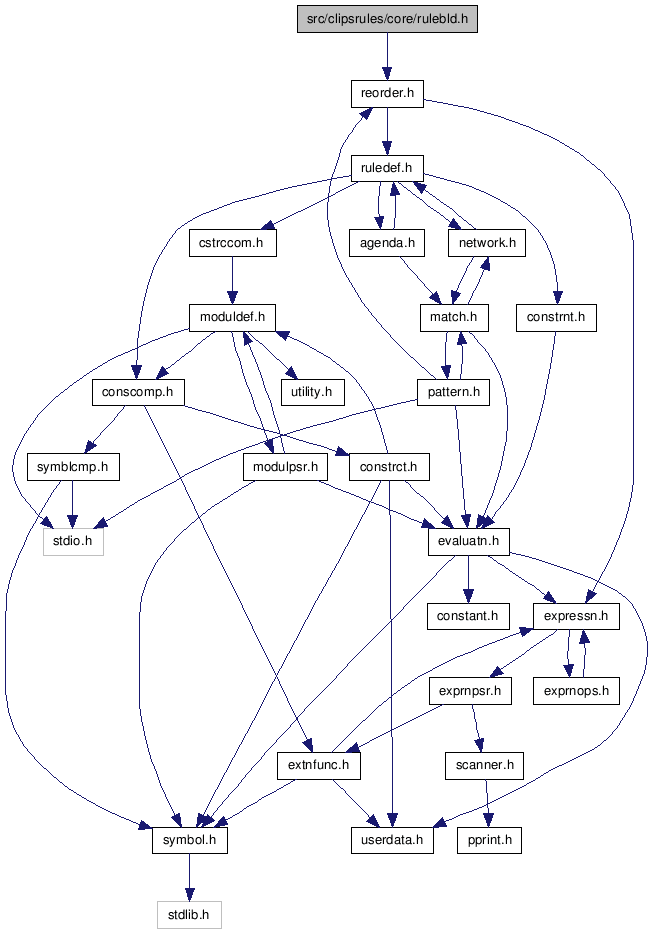 src/clipsrules/core/rulebld.h
reorder.h
ruledef.h
cstrccom.h
agenda.h
network.h
moduldef.h
match.h
constrnt.h
conscomp.h
utility.h
pattern.h
symblcmp.h
modulpsr.h
constrct.h
stdio.h
evaluatn.h
constant.h
expressn.h
exprnpsr.h
exprnops.h
extnfunc.h
scanner.h
symbol.h
userdata.h
pprint.h
stdlib.h